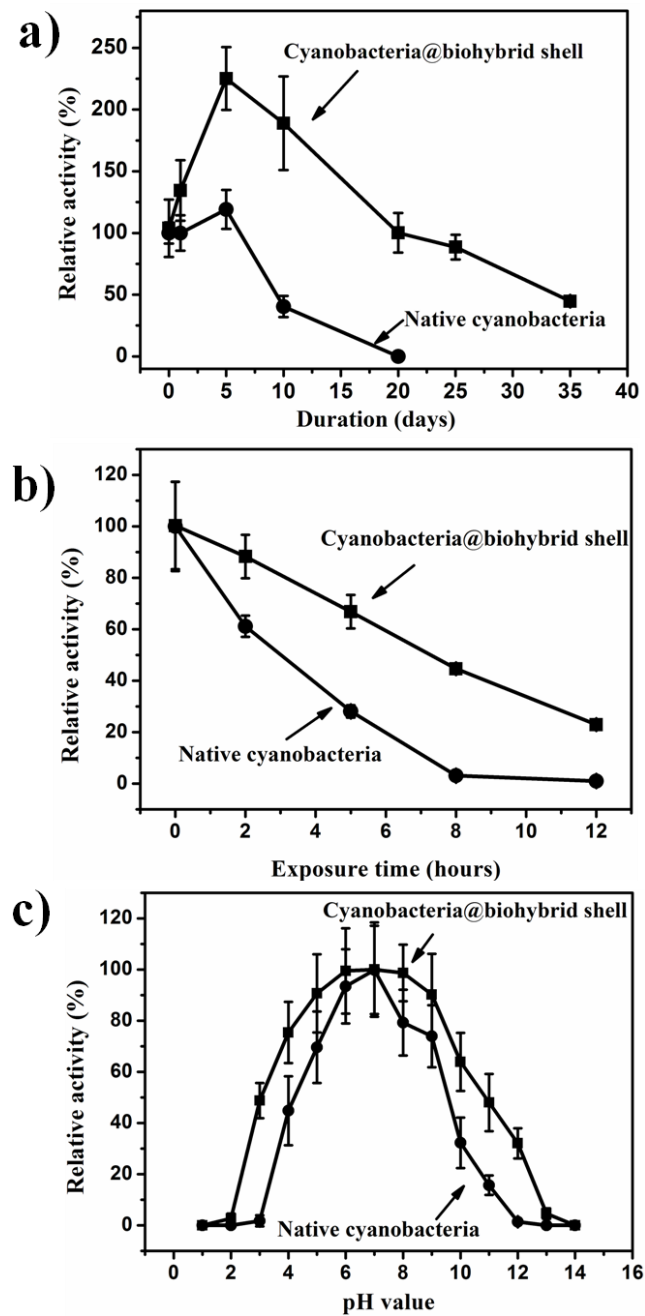 a)
Relative activity (%)
250
200
150
100
50
0
Cyanobacteria@biohybrid shell
Native cyanobacteria
0 5 10 15 20 25 30 35 40
Duration (days)
b)
Relative activity (%)
120
100
80
60
40
20
0
Cyanobacteria@biohybrid shell
Native cyanobacteria
0 2 4 6 8 10 12
Exposure time (hours)
c)
Relative activity (%)
120
100
80
60
40
20
0
Cyanobacteria@biohybrid shell
Native cyanobacteria
0 2 4 6 8 10 12 14 16
pH value